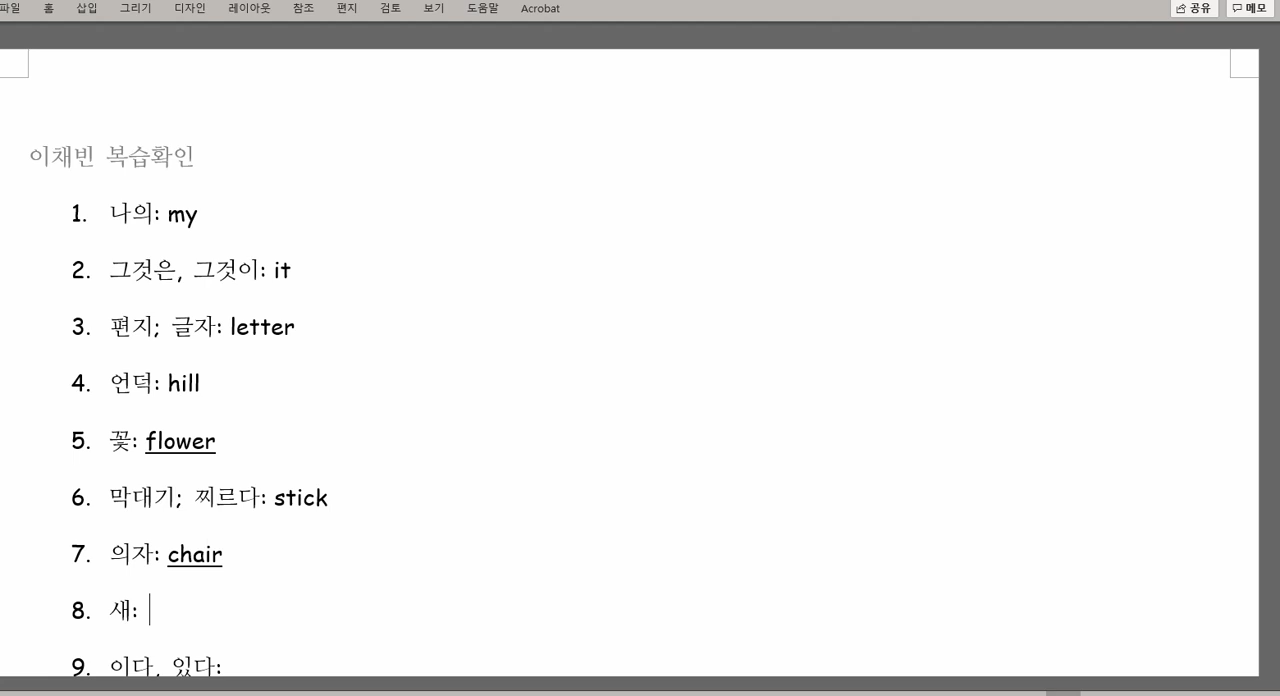 파일 홈 삽입 그리기 디자인 레이아웃 참조 편지 검토 보기 도움말 Acrobat 공유 메모
이채빈 복습확인
1. 나의: my
2. 그것은, 그것이: it
3. 편지; 글자: letter
4. 언덕: hill
5. 꽃: flower
6. 막대기; 찌르다: stick
7. 의자: chair
8. 새:
9. 이다, 있다: